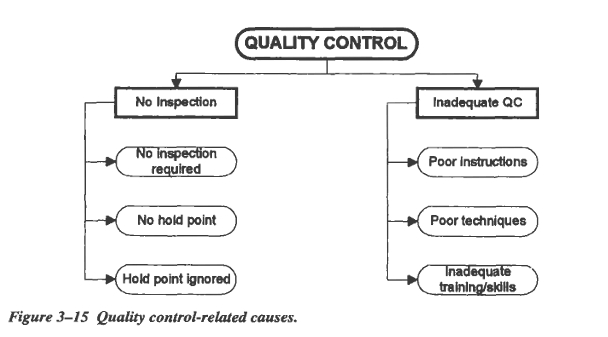 QUALITY CONTROL
No Inspection
Inadequate QC
No inspection
required
Poor instructions
No hold point
Poor techniques
Hold point ignored
Inadequate
training/skills
Figure 3–15 Quality control-related causes.